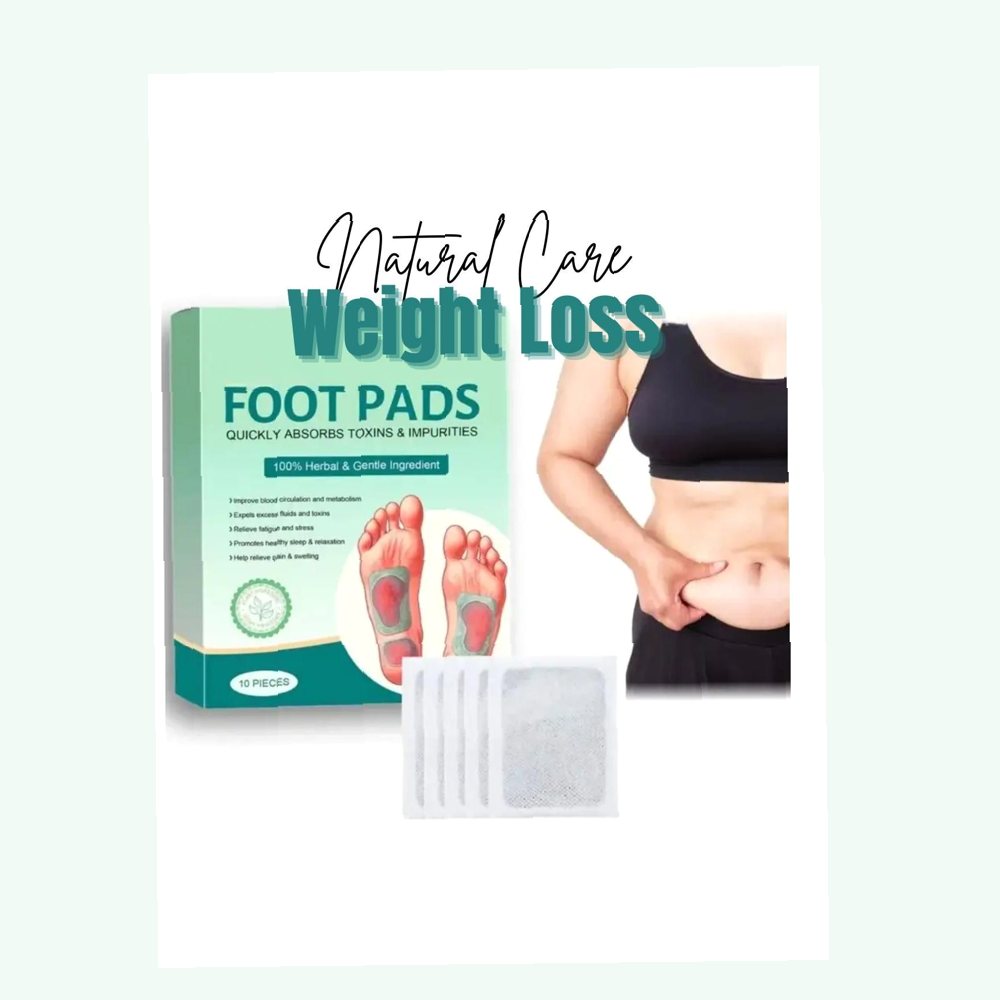 Natural Care
Weight Loss
FOOT PADS
QUICKLY ABSORBS TOXINS & IMPURITIES
100% Herbal & Gentle Ingredient
Improve blood circulation and metabolism
Expels excess fluids and toxins
Relieve fatigue and stress
Promotes healthy sleep & relaxation
Help relieve pain & swelling
10 PIECES